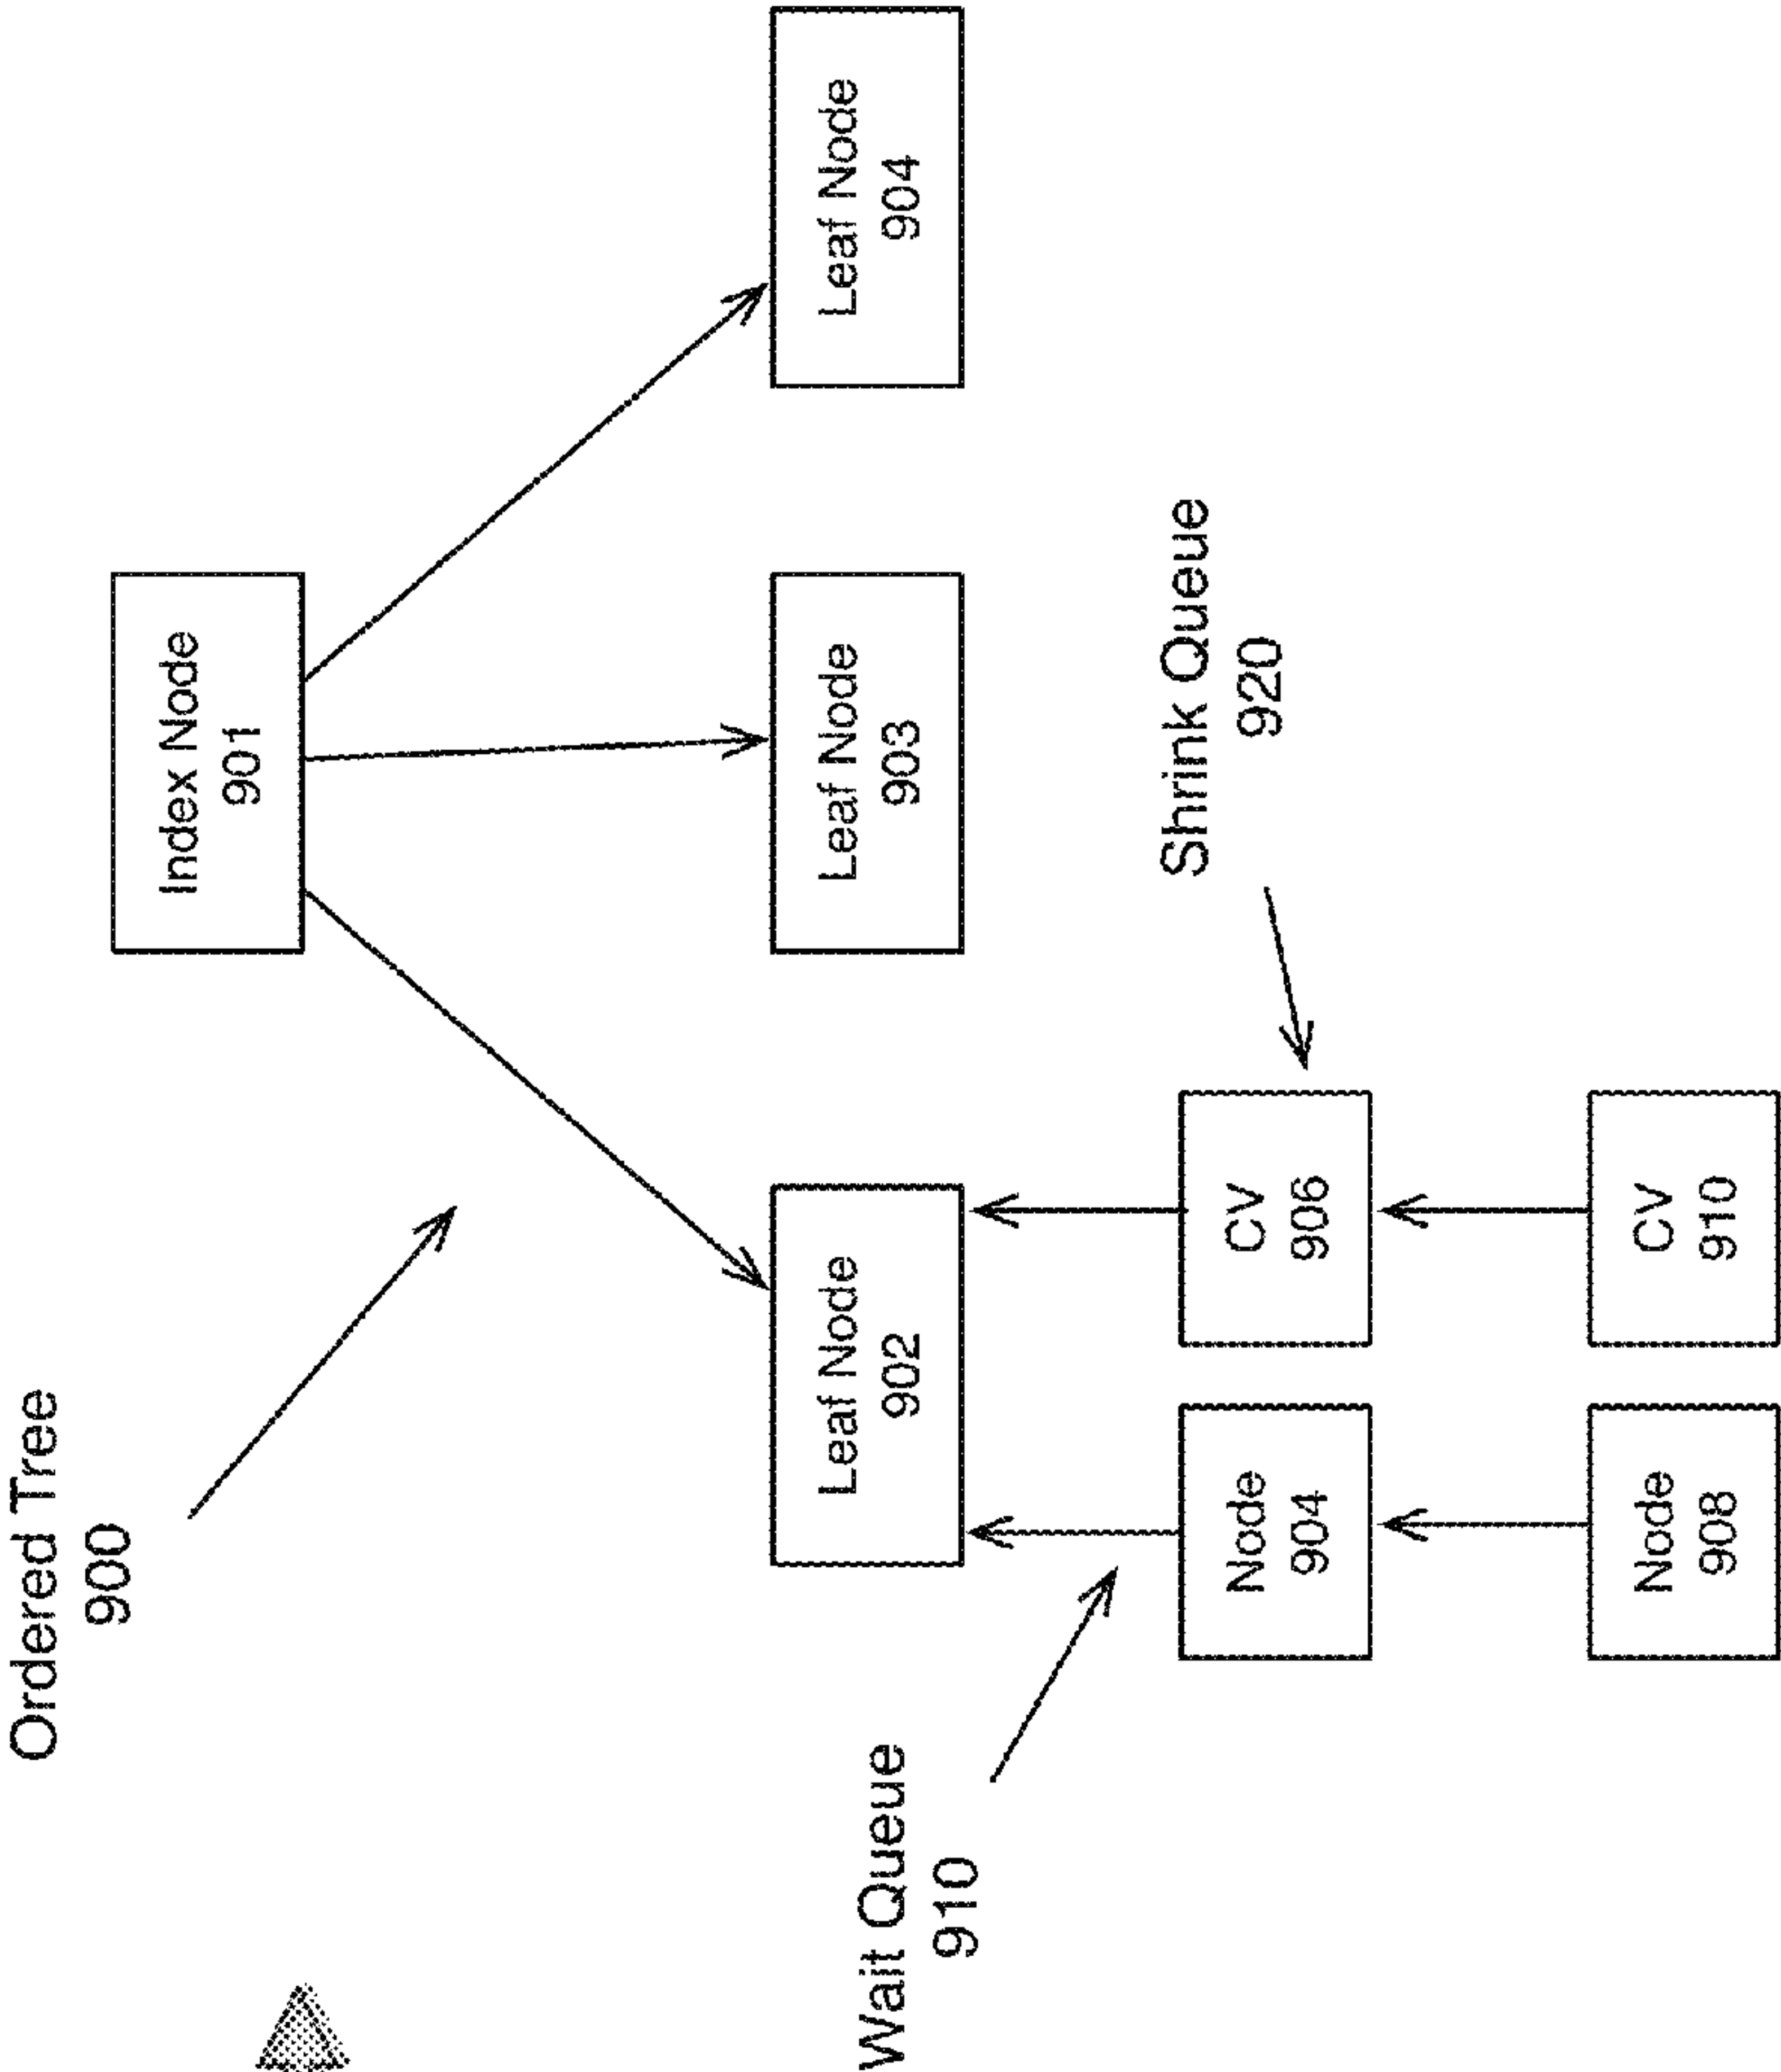 Ordered Tree
900
Index Node
901
Leaf Node
902
Leaf Node
903
Leaf Node
904
Wait Queue
910
Shrink Queue
920
Node
904
CV
906
Node
908
CV
910